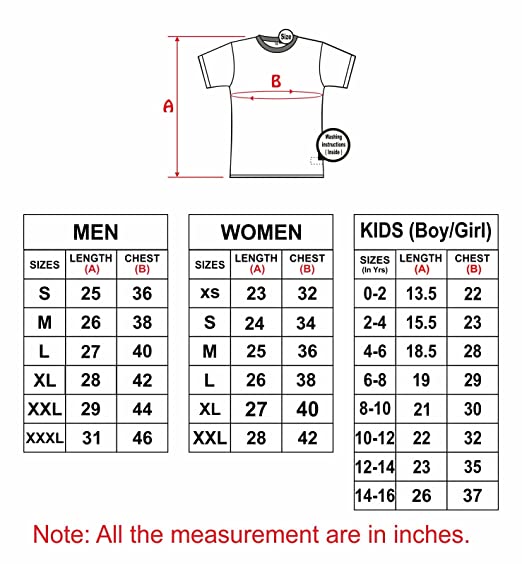 Size
A
B
Washing
instructions
( Inside )
MEN
SIZES LENGTH (A) CHEST (B)
S 25 36
M 26 38
L 27 40
XL 28 42
XXL 29 44
XXXL 31 46
WOMEN
SIZES LENGTH (A) CHEST (B)
XS 23 32
S 24 34
M 25 36
L 26 38
XL 27 40
XXL 28 42
KIDS (Boy/Girl)
SIZES (In Yrs) LENGTH (A) CHEST (B)
0-2 13.5 22
2-4 15.5 23
4-6 18.5 28
6-8 19 29
8-10 21 30
10-12 22 32
12-14 23 35
14-16 26 37
Note: All the measurement are in inches.